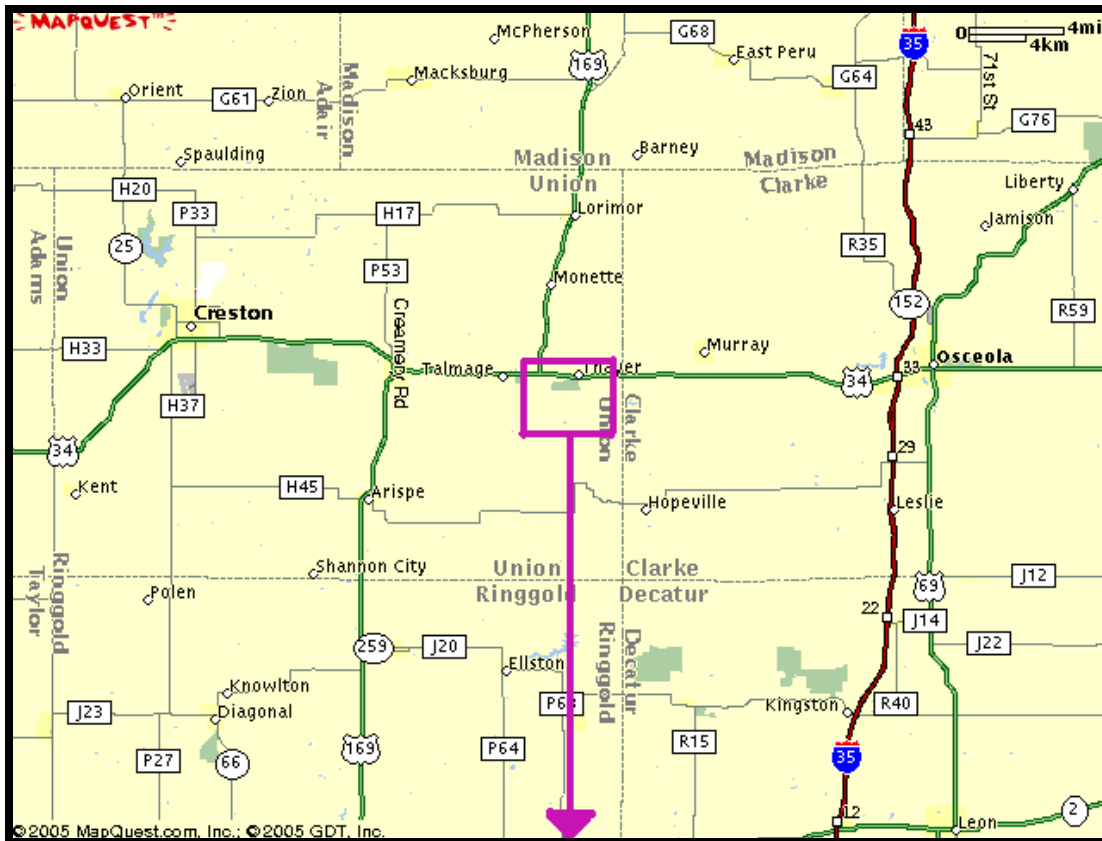 MAPQUEST™
McPherson
G68
35
0 4mi
4km
East Peru
169
71st St
Macksburg
G64
Orient
G61
Zion
Madison
Adair
43
G76
Spaulding
Madison
Union
Barney
Madison
Clarke
H20
Liberty
P33
H17
Lorimor
Jamison
25
Union
Adams
P53
R35
Monette
152
Creston
Creamery Rd
R59
H33
Murray
Osceola
Talmage
Thayer
33
34
H37
Union
Clarke
34
29
Kent
H45
Arispe
Hopeville
Leslie
Shannon City
Union
Ringgold
Clarke
Decatur
J12
Ringgold
Taylor
Polen
69
22
J14
259
J20
J22
Ellston
Ringgold
Decatur
Knowlton
J23
Diagonal
P68
Kingston
R40
169
P64
R15
P27
66
35
12
2
Leon
©2005 MapQuest.com, Inc.; ©2005 GDT, Inc.